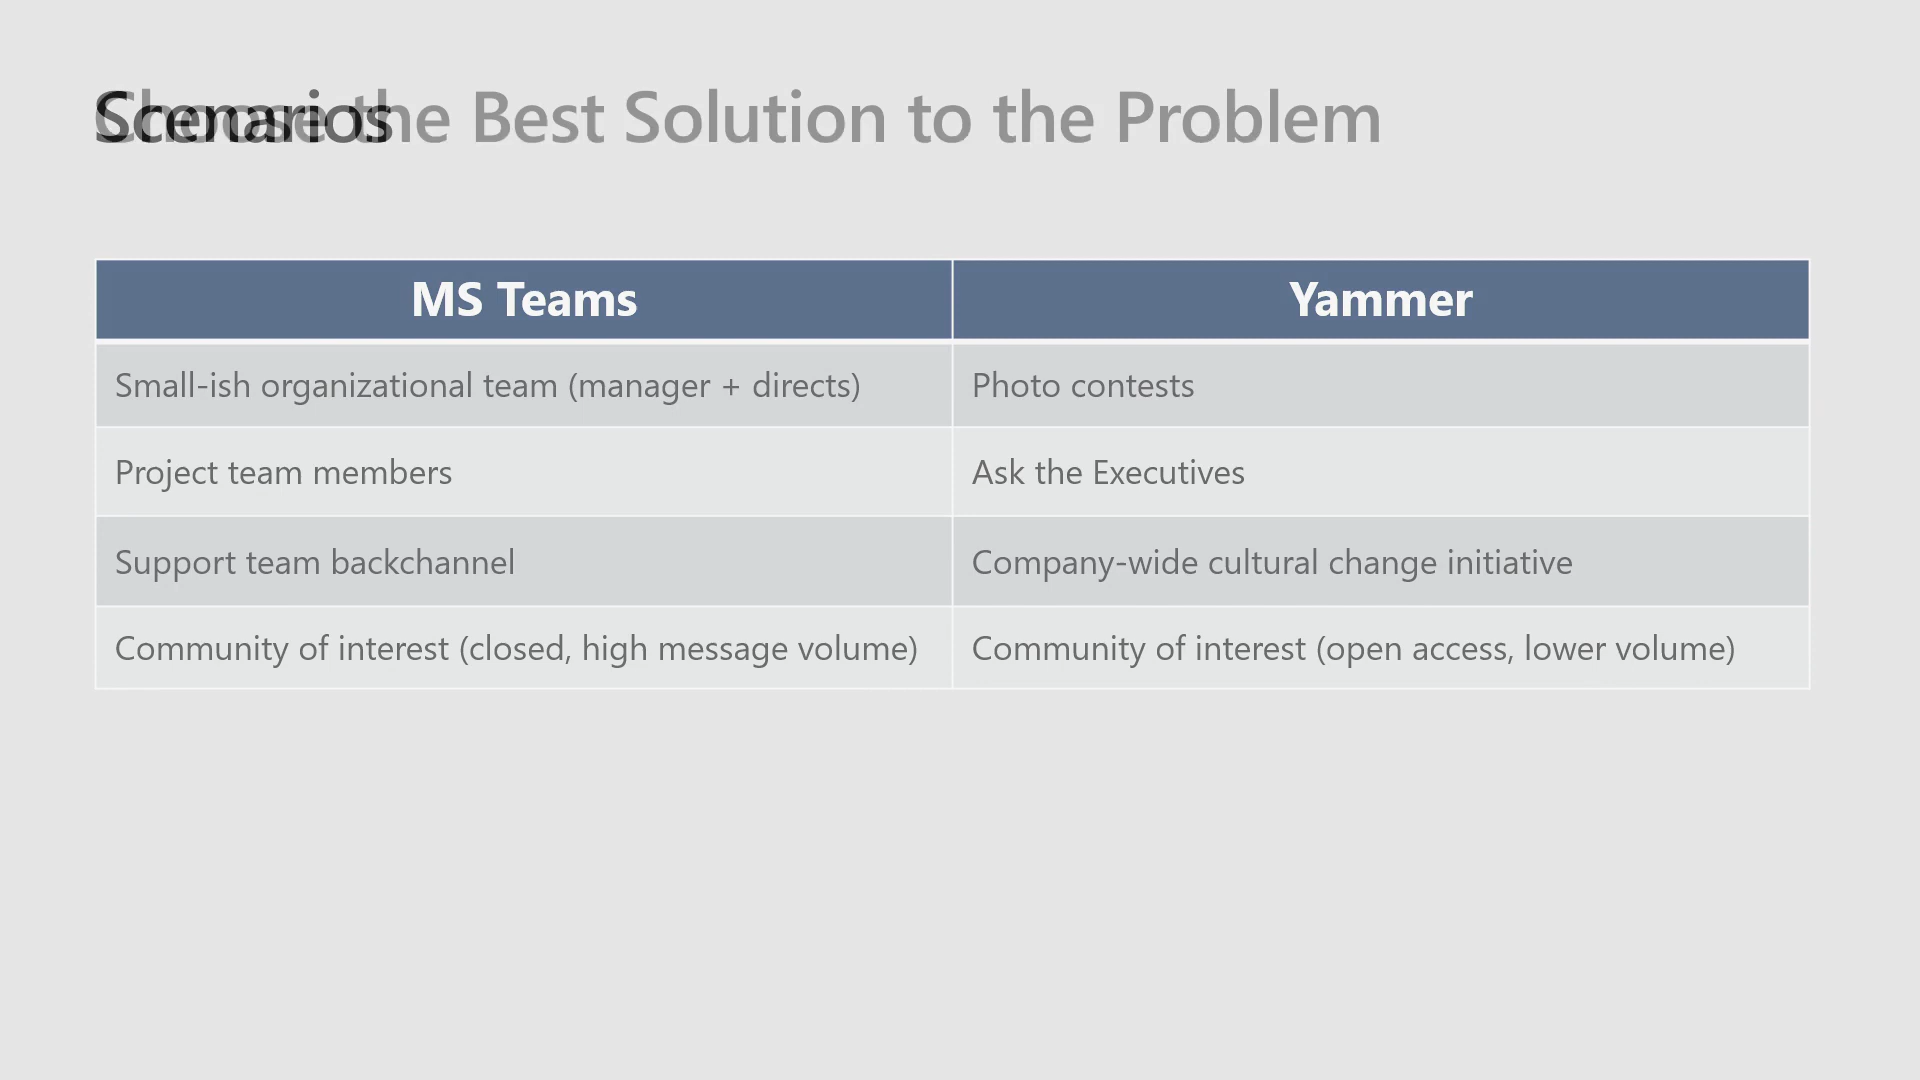 Scenarios
Choose the Best Solution to the Problem
MS Teams
Yammer
Small-ish organizational team (manager + directs)
Photo contests
Project team members
Ask the Executives
Support team backchannel
Company-wide cultural change initiative
Community of interest (closed, high message volume)
Community of interest (open access, lower volume)